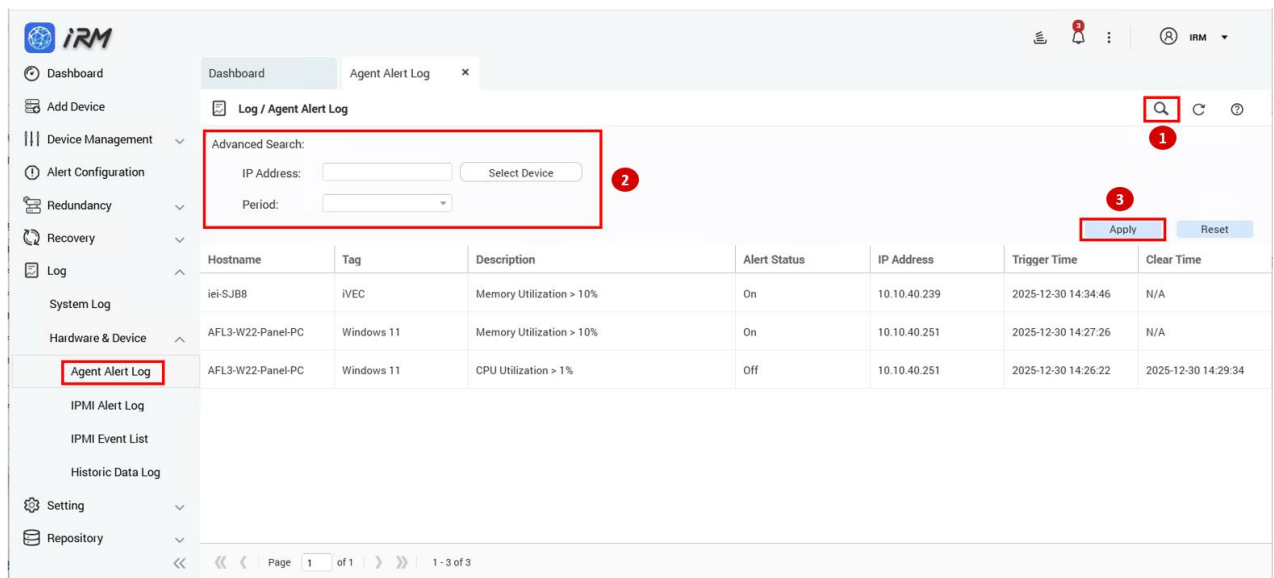 iRM
3
IRM
Dashboard
Add Device
Device Management
Alert Configuration
Redundancy
Recovery
Log
System Log
Hardware & Device
Agent Alert Log
IPMI Alert Log
IPMI Event List
Historic Data Log
Setting
Repository
Dashboard Agent Alert Log ×
Log / Agent Alert Log
1
Advanced Search:
IP Address: Select Device
2
Period:
3
Apply Reset
Hostname Tag Description Alert Status IP Address Trigger Time Clear Time
iei-SJB8 iVEC Memory Utilization > 10% On 10.10.40.239 2025-12-30 14:34:46 N/A
AFL3-W22-Panel-PC Windows 11 Memory Utilization > 10% On 10.10.40.251 2025-12-30 14:27:26 N/A
AFL3-W22-Panel-PC Windows 11 CPU Utilization > 1% Off 10.10.40.251 2025-12-30 14:26:22 2025-12-30 14:29:34
Page 1 of 1 1 - 3 of 3